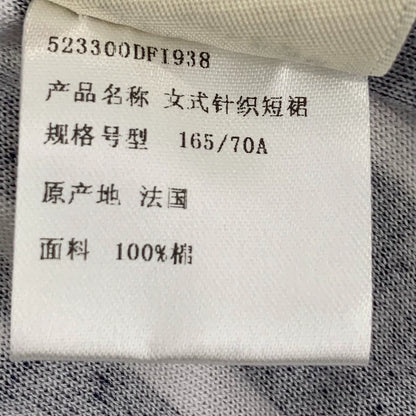 523300DFI938
产品名称 女式针织短裙
规格号型 165/70A
原产地 法国
面料 100%棉